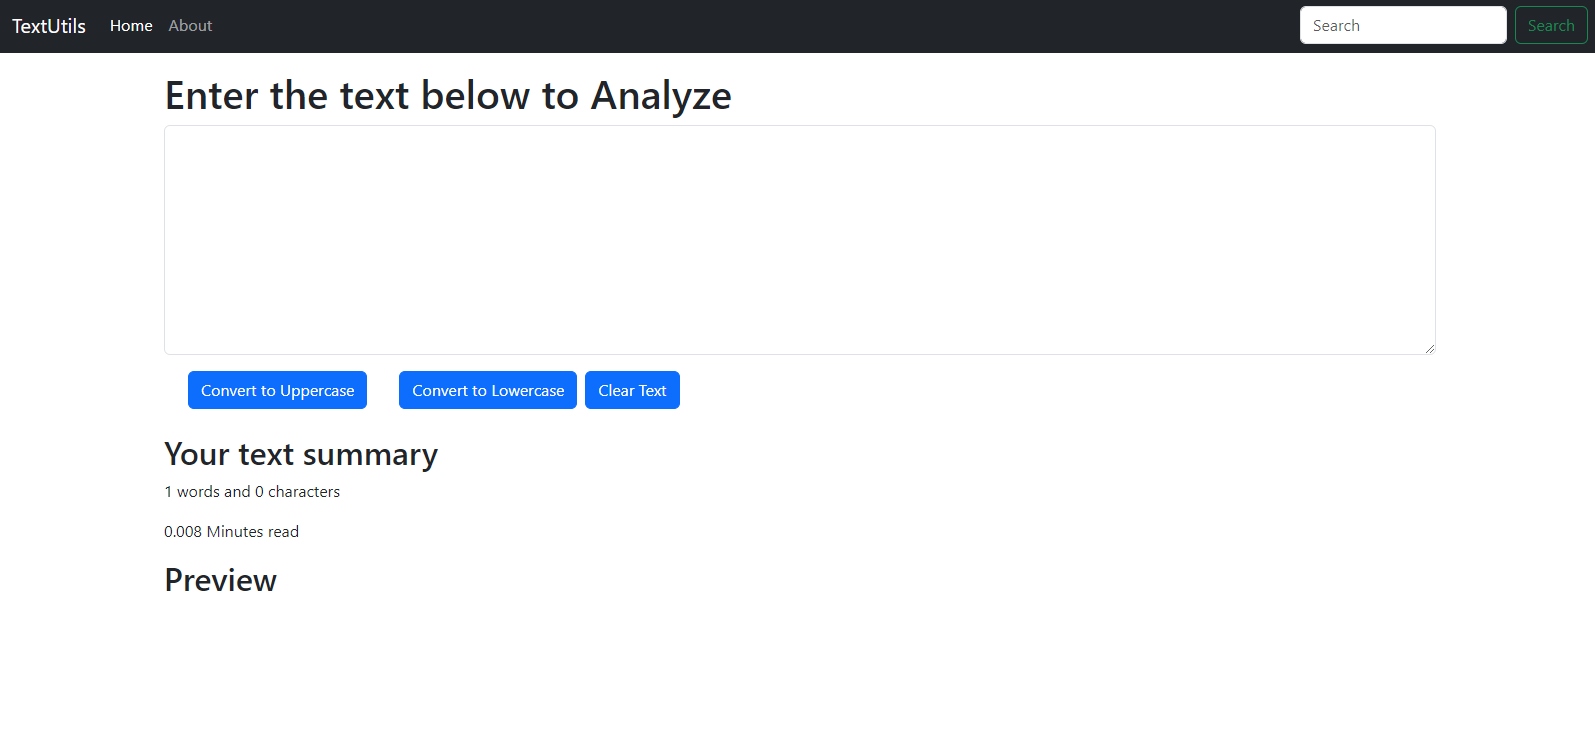 TextUtils Home About Search Search
Enter the text below to Analyze
Convert to Uppercase Convert to Lowercase Clear Text
Your text summary
1 words and 0 characters
0.008 Minutes read
Preview